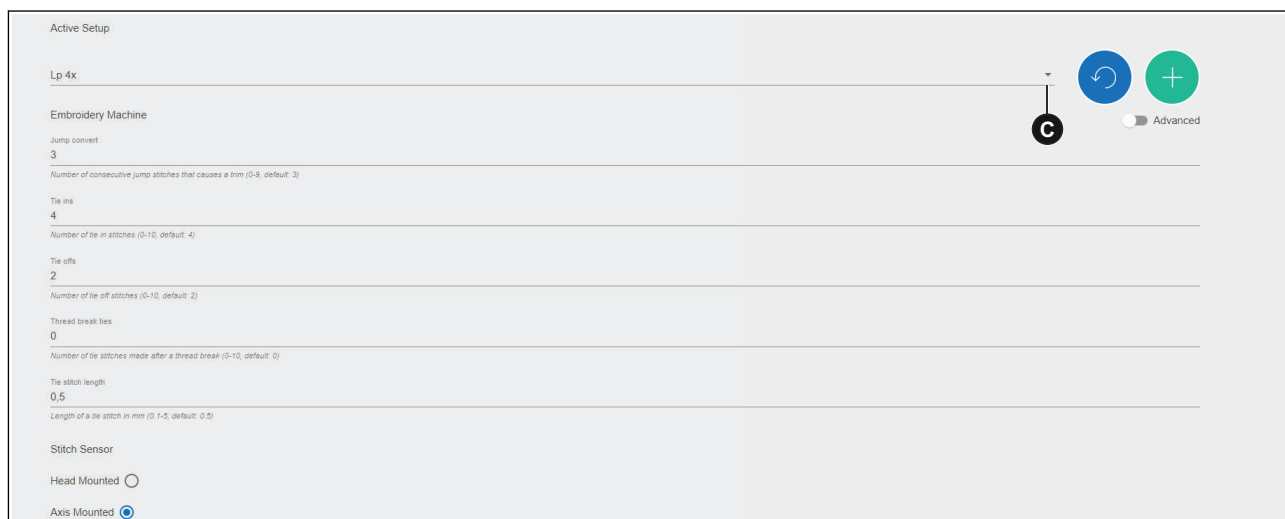 Active Setup
Lp 4x
C
Embroidery Machine
Advanced
Jump convert
3
Number of consecutive jump stitches that causes a trim (0-9, default: 3)
Tie ins
4
Number of tie in stitches (0-10, default: 4)
Tie offs
2
Number of tie off stitches (0-10, default: 2)
Thread break ties
0
Number of tie stitches made after a thread break (0-10, default: 0)
Tie stitch length
0,5
Length of a tie stitch in mm (0.1-5, default: 0.5)
Stitch Sensor
Head Mounted
Axis Mounted